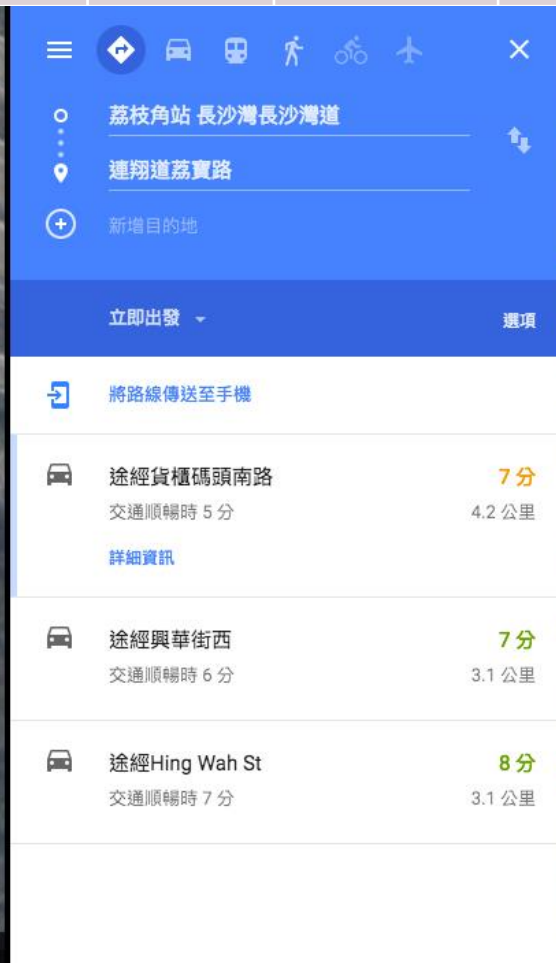 荔枝角站 長沙灣長沙灣道
連翔道荔寶路
新增目的地
立即出發
選項
將路線傳送至手機
途經貨櫃碼頭南路 7 分
交通順暢時 5 分 4.2 公里
詳細資訊
途經興華街西 7 分
交通順暢時 6 分 3.1 公里
途經Hing Wah St 8 分
交通順暢時 7 分 3.1 公里